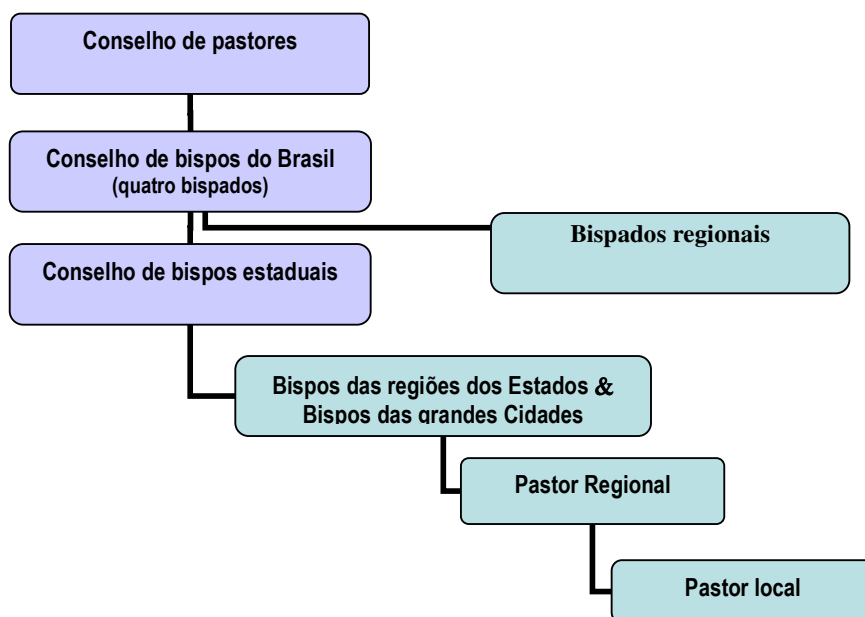 Conselho de pastores
Conselho de bispos do Brasil
(quatro bispados)
Bispados regionais
Conselho de bispos estaduais
Bispos das regiões dos Estados &
Bispos das grandes Cidades
Pastor Regional
Pastor local